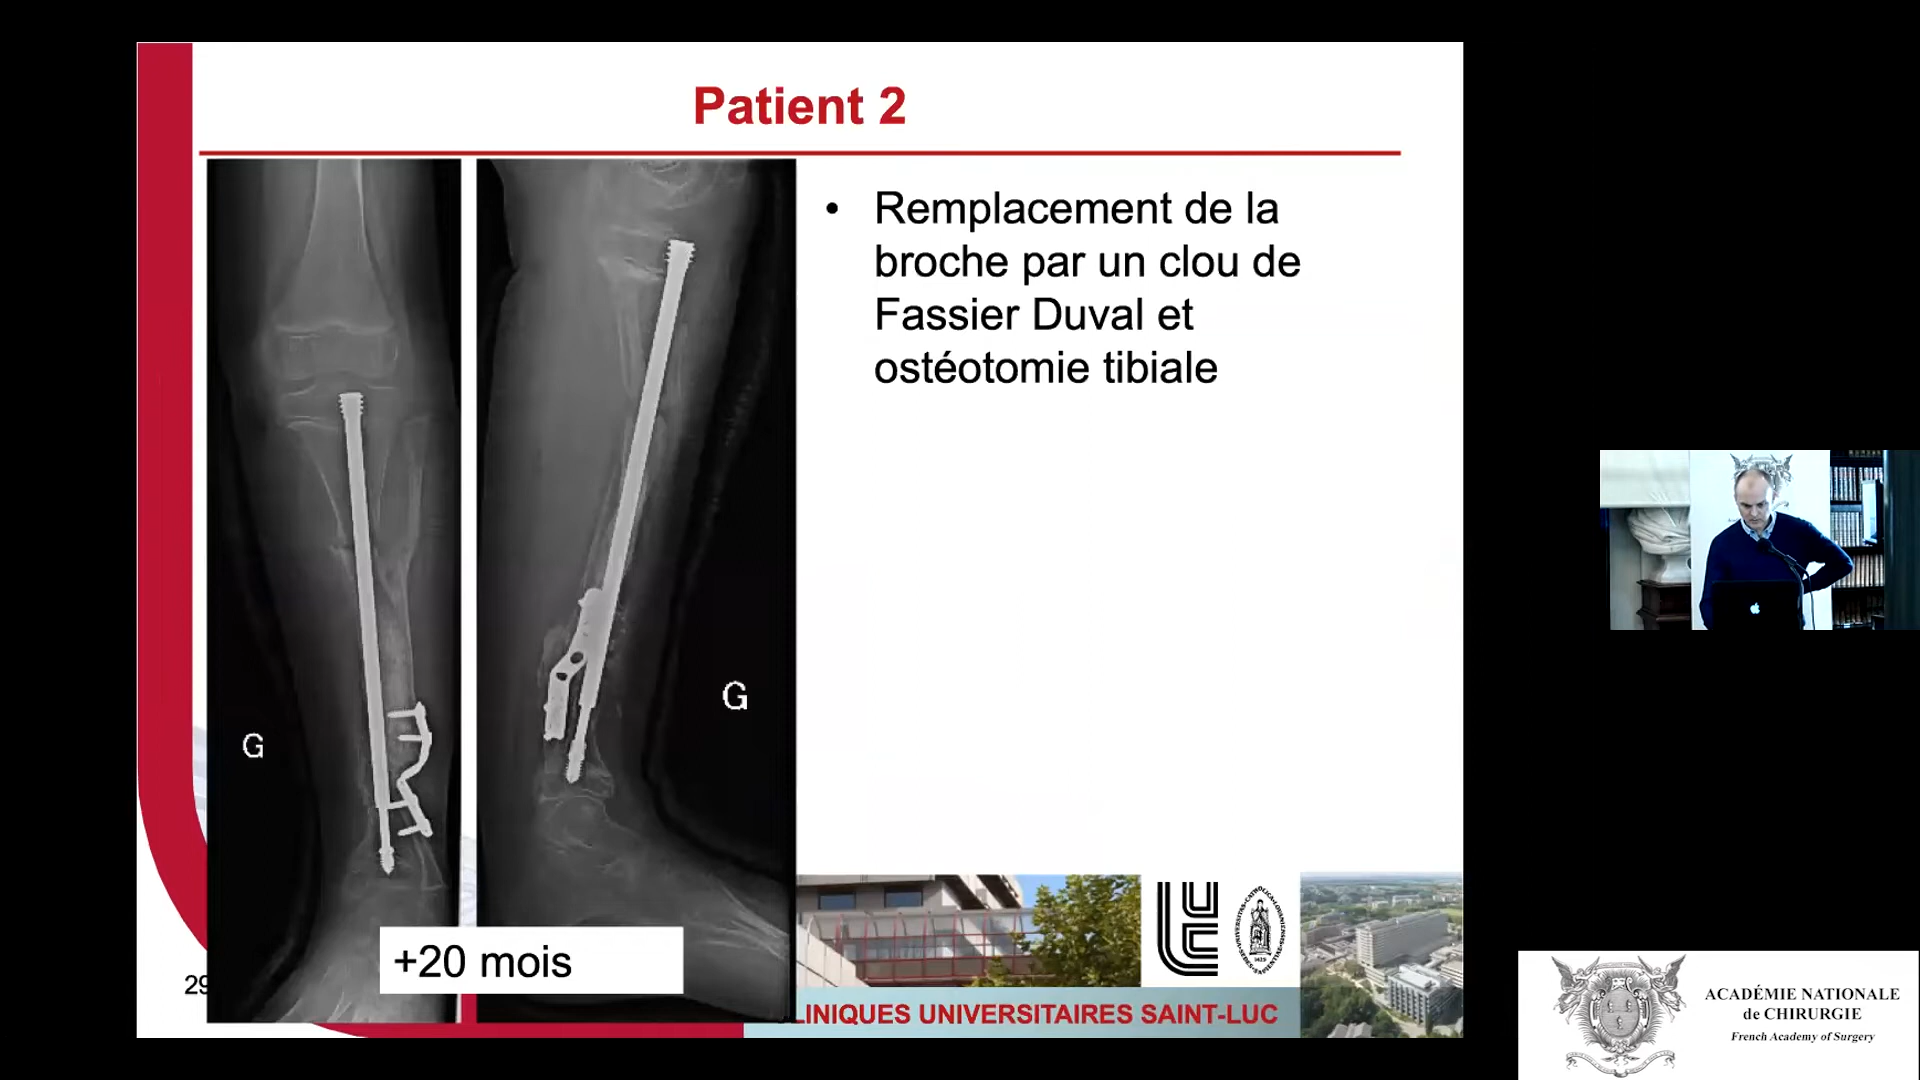 Patient 2
• Remplacement de la
broche par un clou de
Fassier Duval et
ostéotomie tibiale
G
G
+20 mois
29
LINIQUES UNIVERSITAIRES SAINT-LUC
ACADÉMIE NATIONALE
de CHIRURGIE
French Academy of Surgery